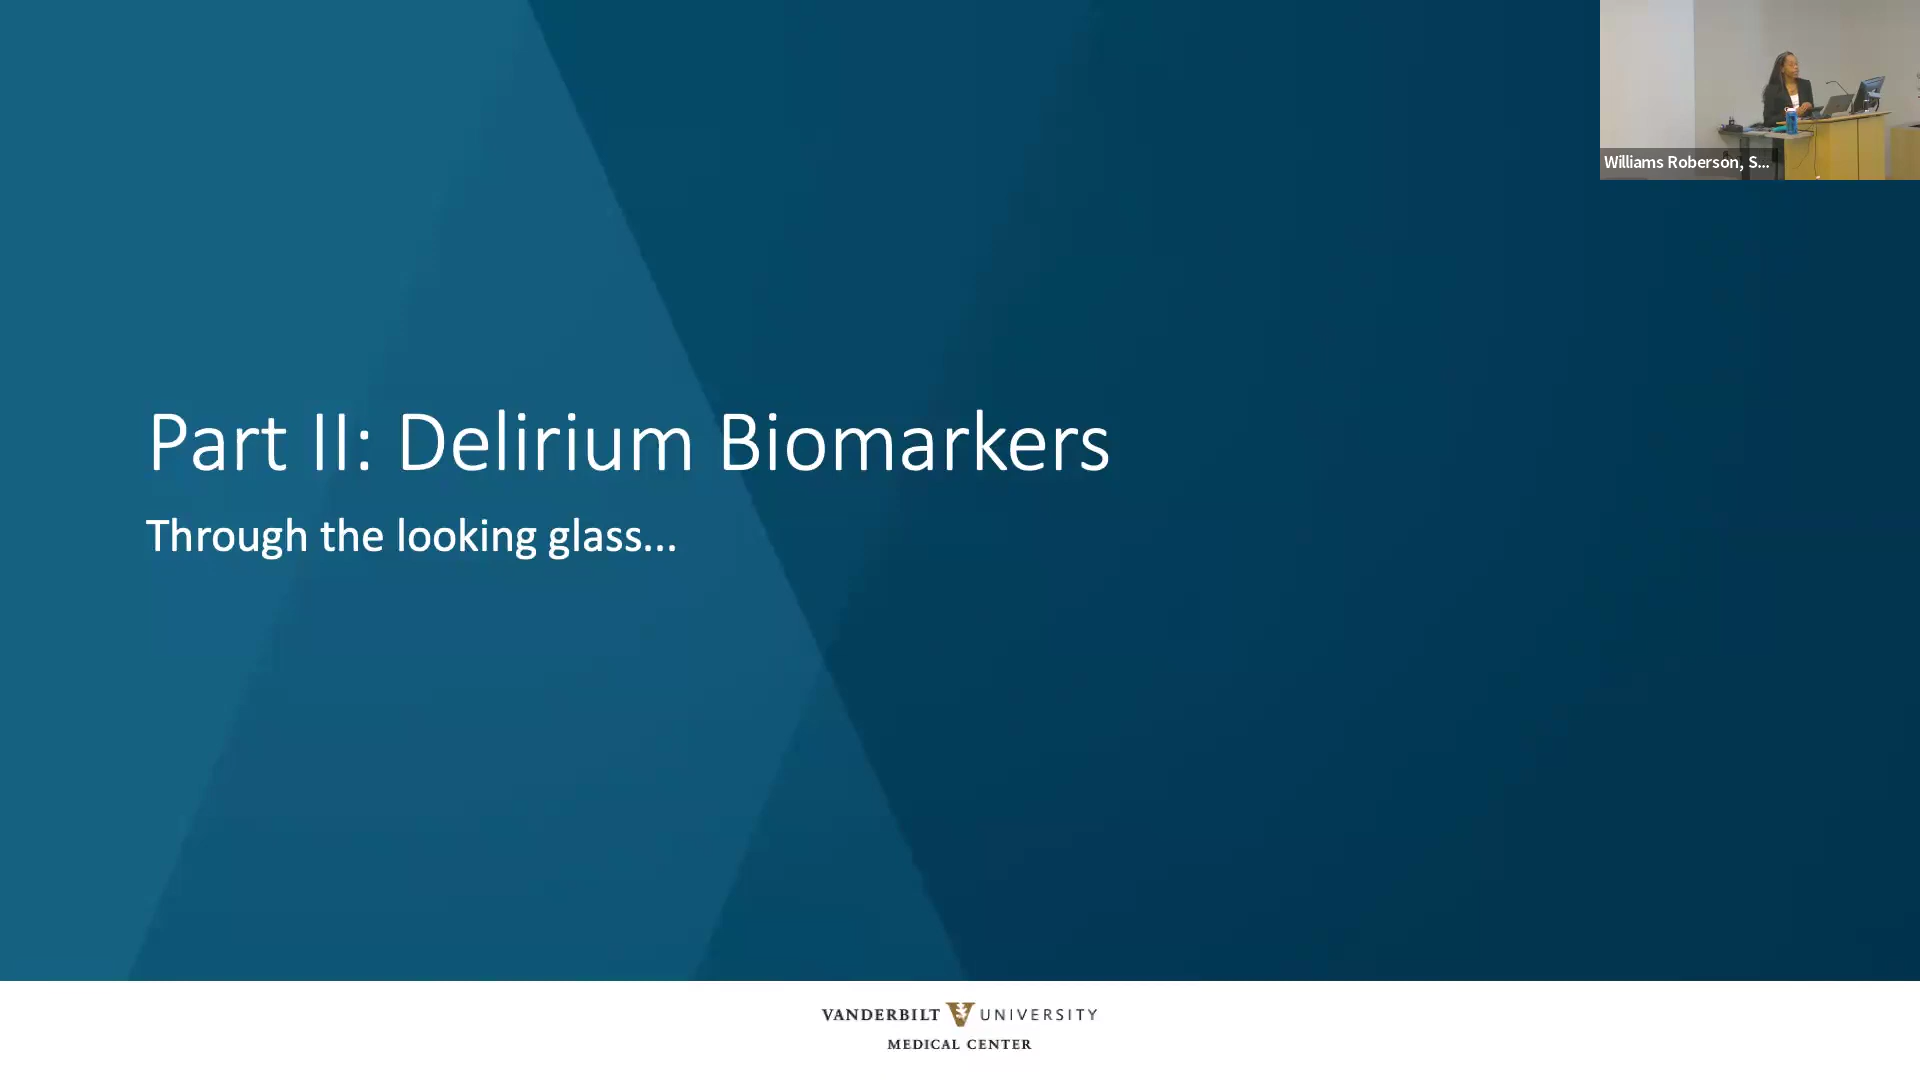 Williams Roberson, S...
Part II: Delirium Biomarkers
Through the looking glass...
VANDERBILT UNIVERSITY
MEDICAL CENTER